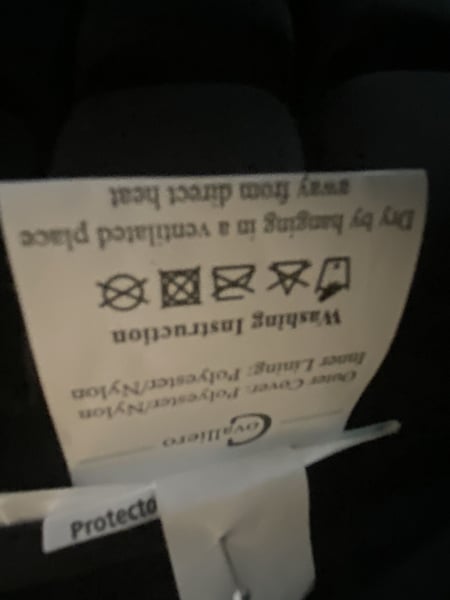 Covalliero
Outer Cover: Polyester/Nylon
Inner Lining: Polyester/Nylon
Washing Instruction
Dry by hanging in a ventilated place
away from direct heat
Protecto